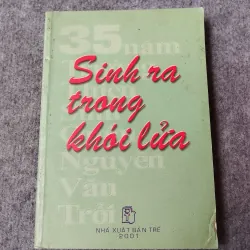 35 năm
Sinh ra
trong
khói lửa
Nguyễn
Văn
Trỗi
NHÀ XUẤT BẢN TRẺ
2001